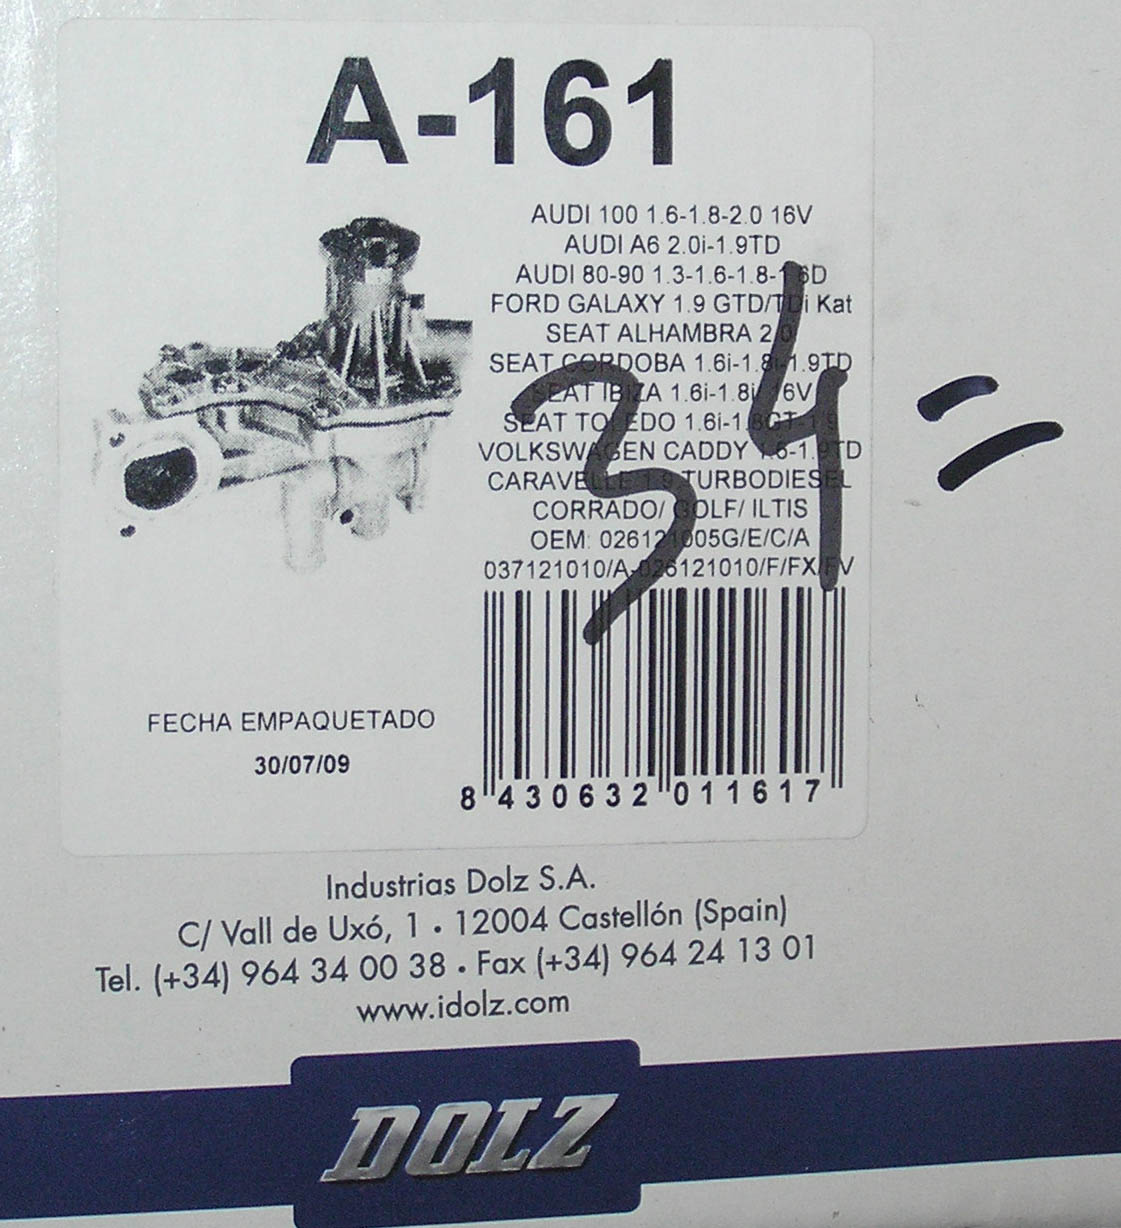 A-161
AUDI 100 1.6-1.8-2.0 16V
AUDI A6 2.0i-1.9TD
AUDI 80-90 1.3-1.6-1.8-1.6D
FORD GALAXY 1.9 GTD/TDi Kat
SEAT ALHAMBRA 2.0
SEAT CORDOBA 1.6i-1.8i-1.9TD
SEAT IBIZA 1.6i-1.8i 16V
SEAT TOLEDO 1.6i-1.8GT-1.9
VOLKSWAGEN CADDY 1.6-1.9TD
CARAVELLE 1.9 TURBODIESEL
CORRADO/ GOLF/ ILTIS
OEM: 026121005G/E/C/A
037121010/A-026121010/F/FX/FV
34 =
FECHA EMPAQUETADO
30/07/09
8 430632 011617
Industrias Dolz S.A.
C/ Vall de Uxó, 1 • 12004 Castellón (Spain)
Tel. (+34) 964 34 00 38 • Fax (+34) 964 24 13 01
www.idolz.com
DOLZ